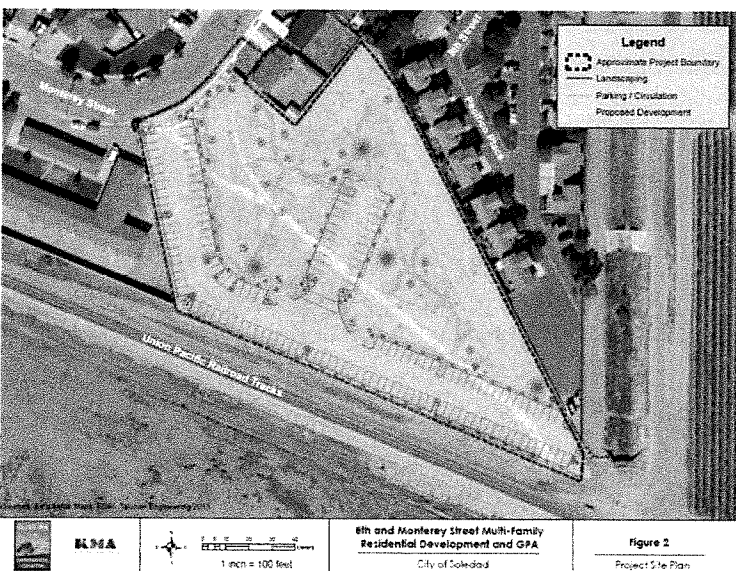 Legend
Approximate Project Boundary
Landscaping
Parking / Circulation
Proposed Development
Monterey Street
Union Pacific Railroad Tracks
KMA
1 inch = 100 feet
8th and Monterey Street Multi-Family
Residential Development and GPA
City of Soledad
Figure 2
Project Site Plan